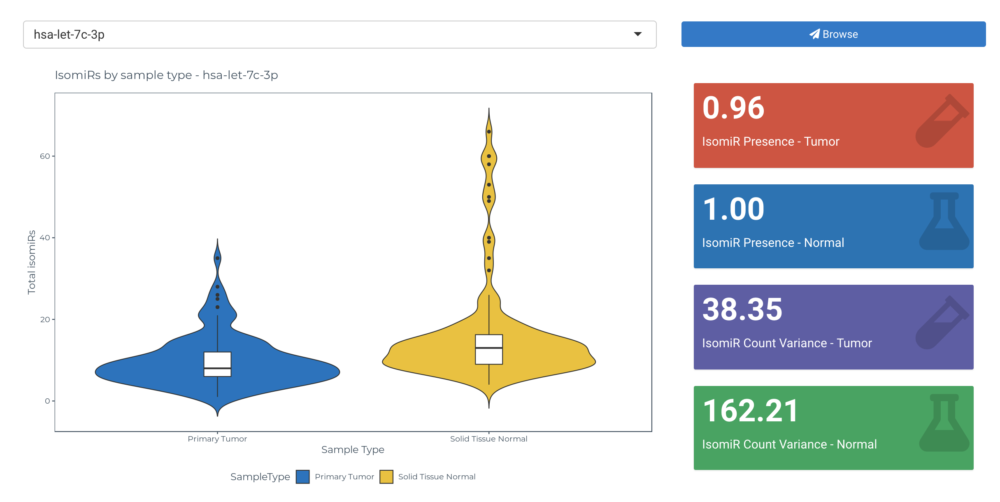 hsa-let-7c-3p
Browse
IsomiRs by sample type - hsa-let-7c-3p
Total isomiRs
60
40
20
0
Primary Tumor
Solid Tissue Normal
Sample Type
SampleType
Primary Tumor
Solid Tissue Normal
0.96
IsomiR Presence - Tumor
1.00
IsomiR Presence - Normal
38.35
IsomiR Count Variance - Tumor
162.21
IsomiR Count Variance - Normal